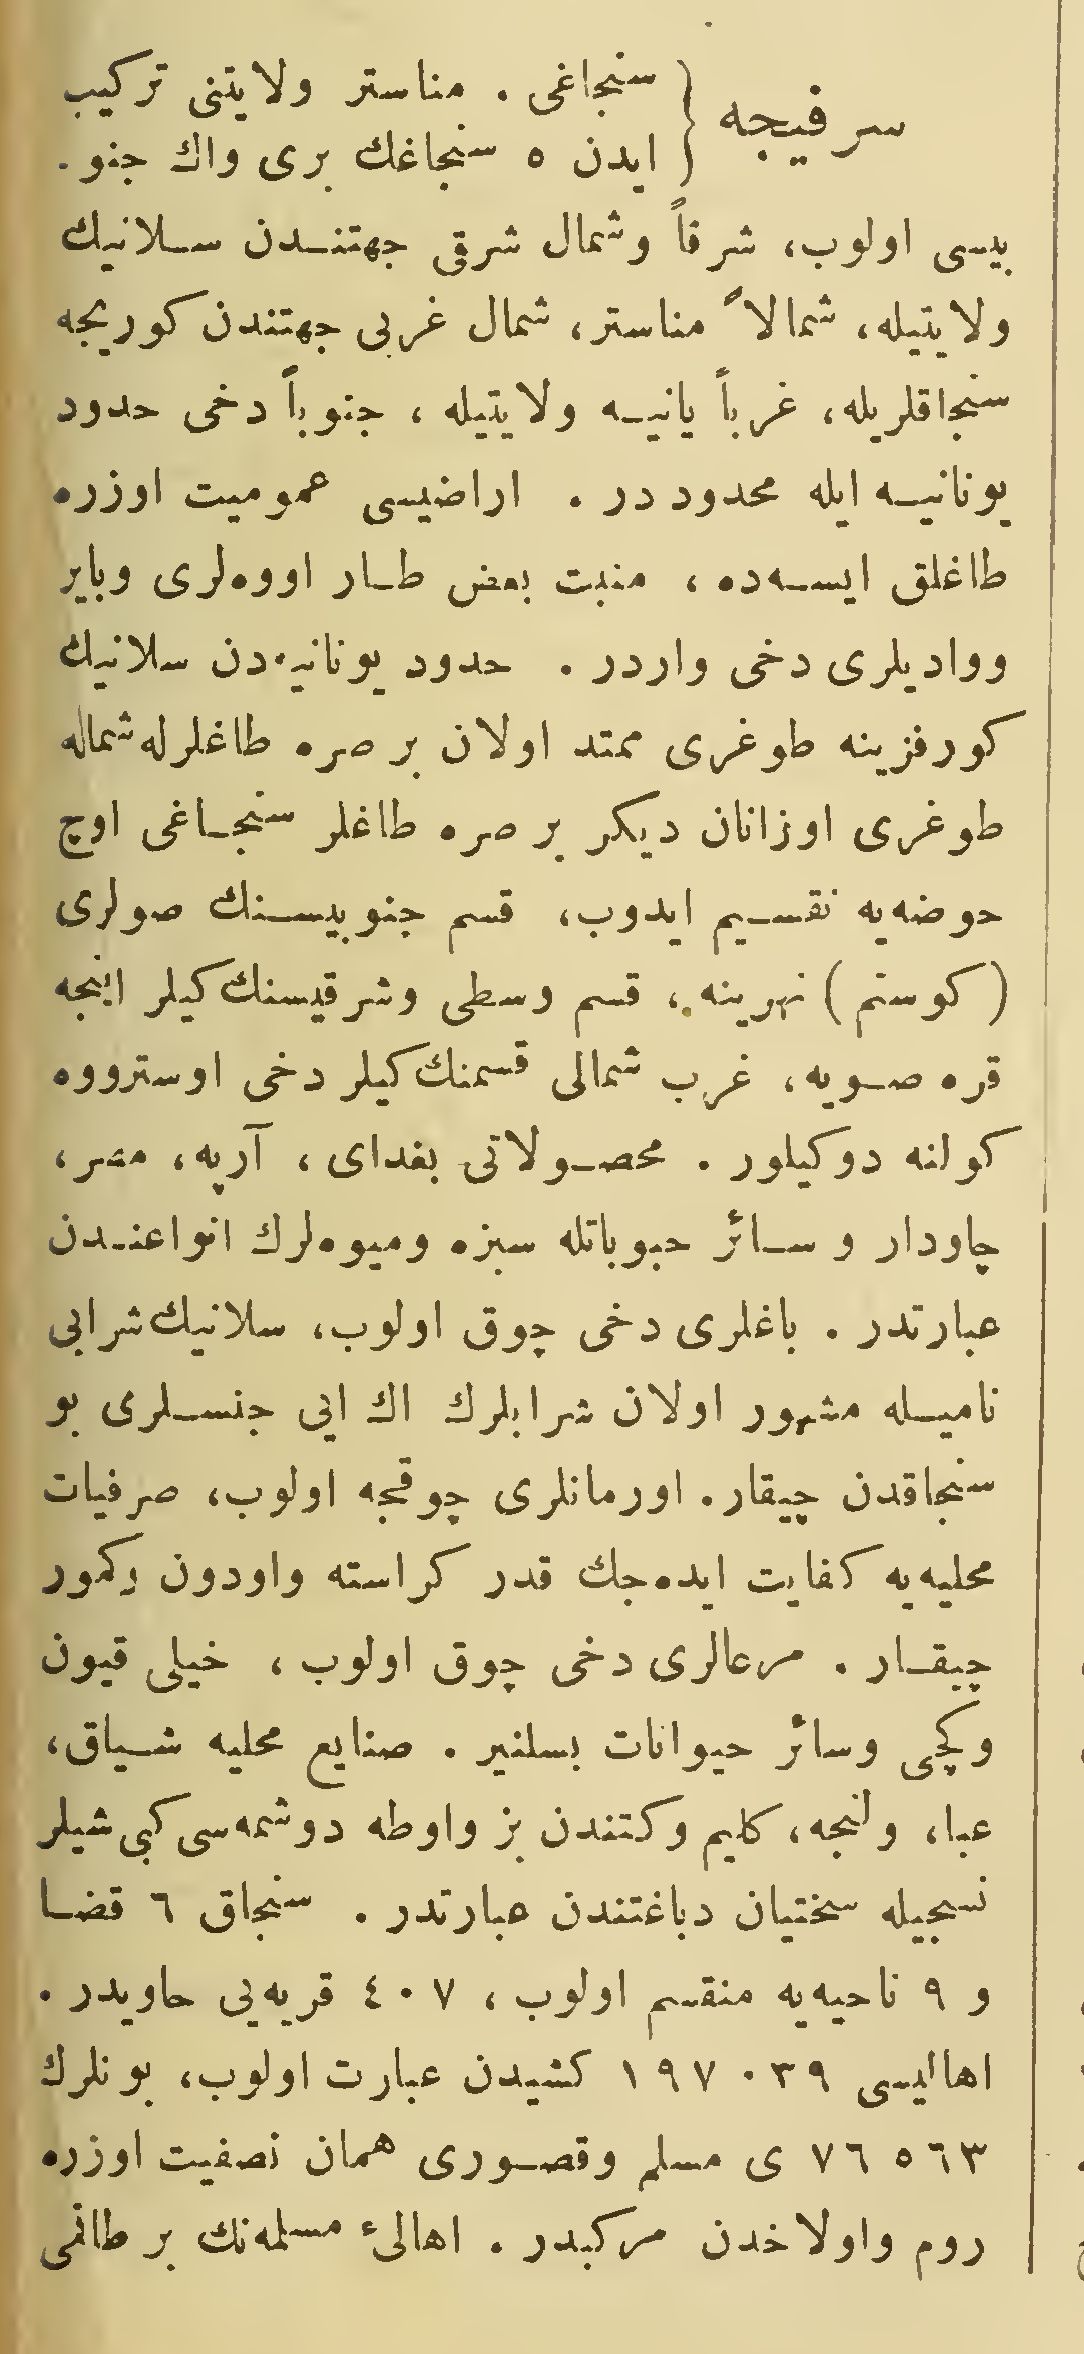 سرفیجه { سنجاغی . مناستر ولایتنی ترکیب
ایدن ٥ سنجاغك بری واك جنو-
بیسی اولوب، شرقاً وشمال شرقی جهتندن سلانیك
ولایتیله، شمالاً مناستر، شمال غربی جهتندن کوریجه
سنجاقلریله، غرباً یانیه ولایتیله ، جنوباً دخی حدود
یونانیه ایله محدود در . اراضیسی عمومیت اوزره
طاغلق ایسه‌ده ، منبت بعض طار اووه‌لری وبایر
ووادیلری دخی واردر . حدود یونانیه‌دن سلانیك
کورفزینه طوغری ممتد اولان بر صره طاغلرله شماله
طوغری اوزانان دیکر بر صره طاغلر سنجاغی اوچ
حوضه‌یه تقسیم ایدوب، قسم جنوبیسنك صولری
( کوستم ) نهرینه ، قسم وسطی وشرقیسنك کیلر اینجه
قره صویه، غرب شمالی قسمنك کیلر دخی اوسترووه
کولنه دوکیلور . محصولاتی بغدای ، آرپه، مصر،
چاودار و سائر حبوباتله سبزه ومیوه‌لرك انواعندن
عبارتدر . باغلری دخی چوق اولوب، سلانیك شرابی
نامیله مشهور اولان شرابلرك اك ایی جنسلری بو
سنجاقدن چیقار. اورمانلری چوقجه اولوب، صرفیات
محلیه‌یه کفایت ایده‌جك قدر کراسته واودون وکمور
چیقار . مرعالری دخی چوق اولوب ، خیلی قیون
وکچی وسائر حیوانات بسلنیر . صنایع محلیه شیاق،
عبا، ولنجه، کلیم وکتندن بز واوطه دوشمه‌سی کبی شیلر
نسجیله سختیان دباغتندن عبارتدر . سنجاق ٦ قضا
و ٩ ناحیه‌یه منقسم اولوب ، ٤٠٧ قریه‌یی حاویدر .
اهالیسی ١٩٧٠٣٩ کشیدن عبارت اولوب، بونلرك
٧٦٥٦٣ ی مسلم وقصوری همان نصفیت اوزره
روم واولاخدن مرکبدر . اهالیٔ مسلمه‌نك بر طاقمی